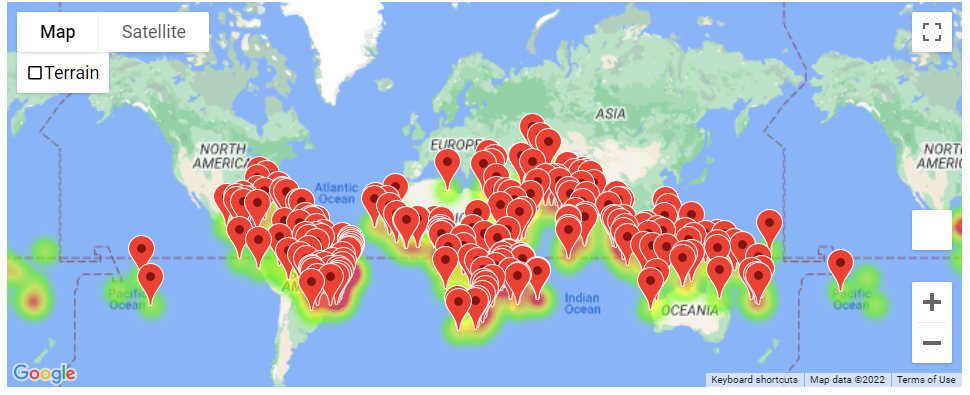 Map
Satellite
Terrain
NORTH
AMERICA
Atlantic
Ocean
EUROPE
ASIA
NORTH
Pacific
Ocean
Indian
Ocean
OCEANIA
Pacific
Ocean
Google
Keyboard shortcuts
Map data ©2022
Terms of Use